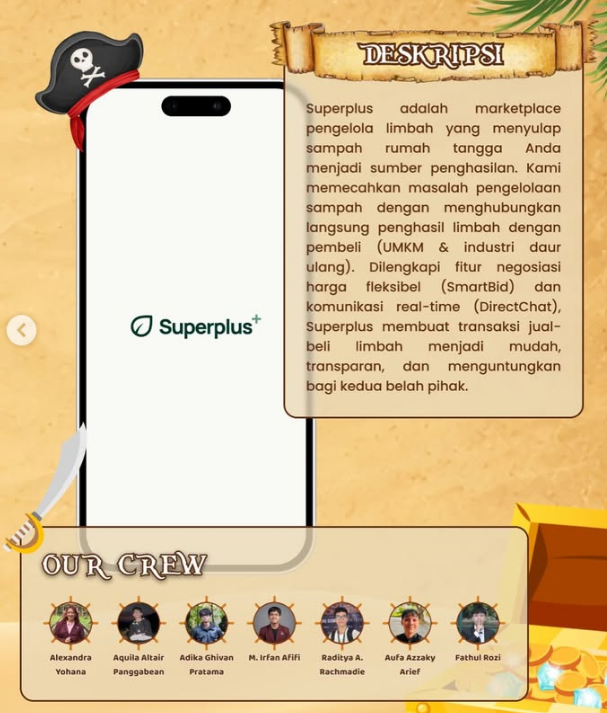 DESKRIPSI
Superplus adalah marketplace
pengelola limbah yang menyulap
sampah rumah tangga Anda
menjadi sumber penghasilan. Kami
memecahkan masalah pengelolaan
sampah dengan menghubungkan
langsung penghasil limbah dengan
pembeli (UMKM & industri daur
ulang). Dilengkapi fitur negosiasi
harga fleksibel (SmartBid) dan
komunikasi real-time (DirectChat),
Superplus membuat transaksi jual-
beli limbah menjadi mudah,
transparan, dan menguntungkan
bagi kedua belah pihak.
Superplus+
OUR CREW
Alexandra
Yohana
Aquila Altair
Panggabean
Adika Ghivan
Pratama
M. Irfan Afifi
Raditya A.
Rachmadie
Aufa Azzaky
Arief
Fathul Rozi